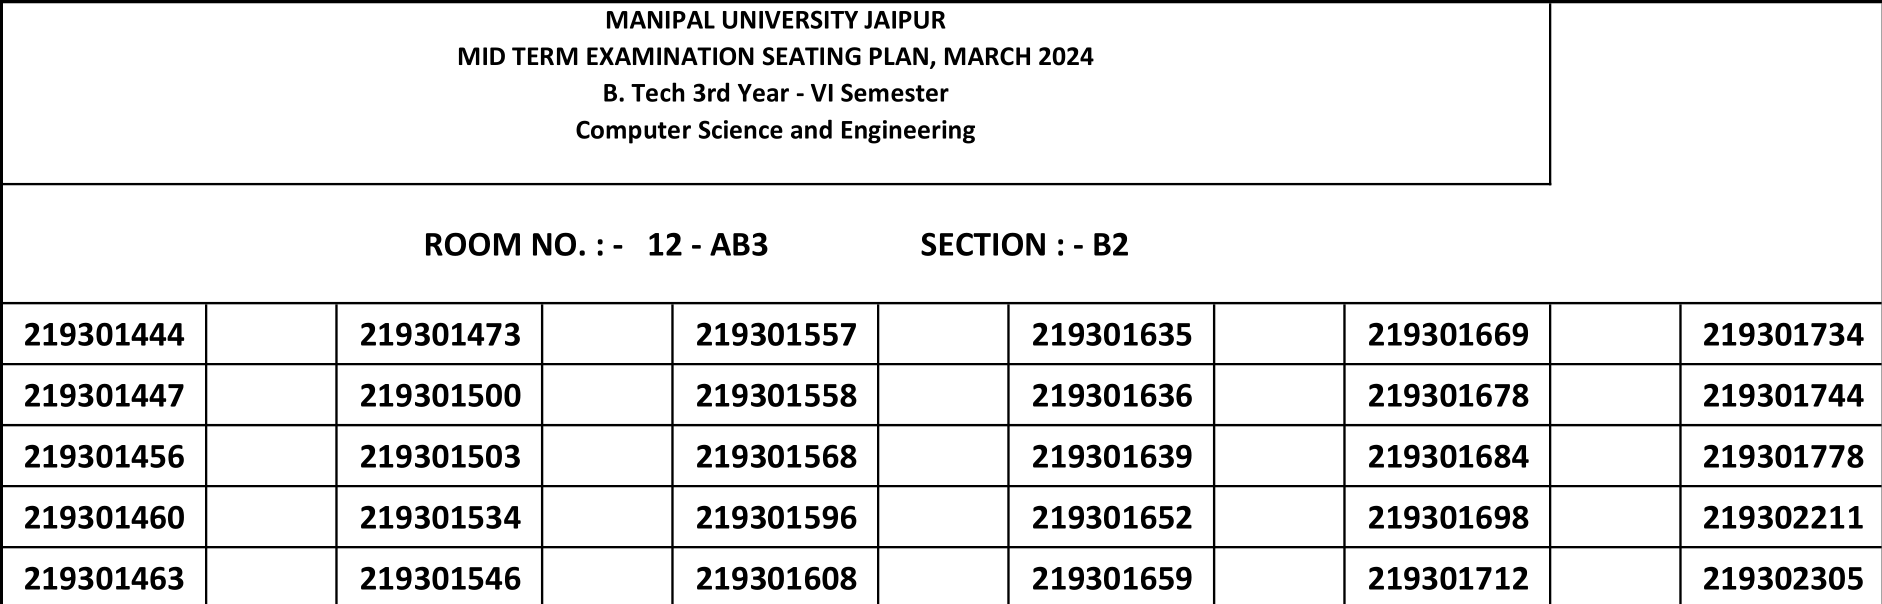 MANIPAL UNIVERSITY JAIPUR
MID TERM EXAMINATION SEATING PLAN, MARCH 2024
B. Tech 3rd Year - VI Semester
Computer Science and Engineering
ROOM NO. : - 12 - AB3 SECTION : - B2
219301444 219301473 219301557 219301635 219301669 219301734
219301447 219301500 219301558 219301636 219301678 219301744
219301456 219301503 219301568 219301639 219301684 219301778
219301460 219301534 219301596 219301652 219301698 219302211
219301463 219301546 219301608 219301659 219301712 219302305